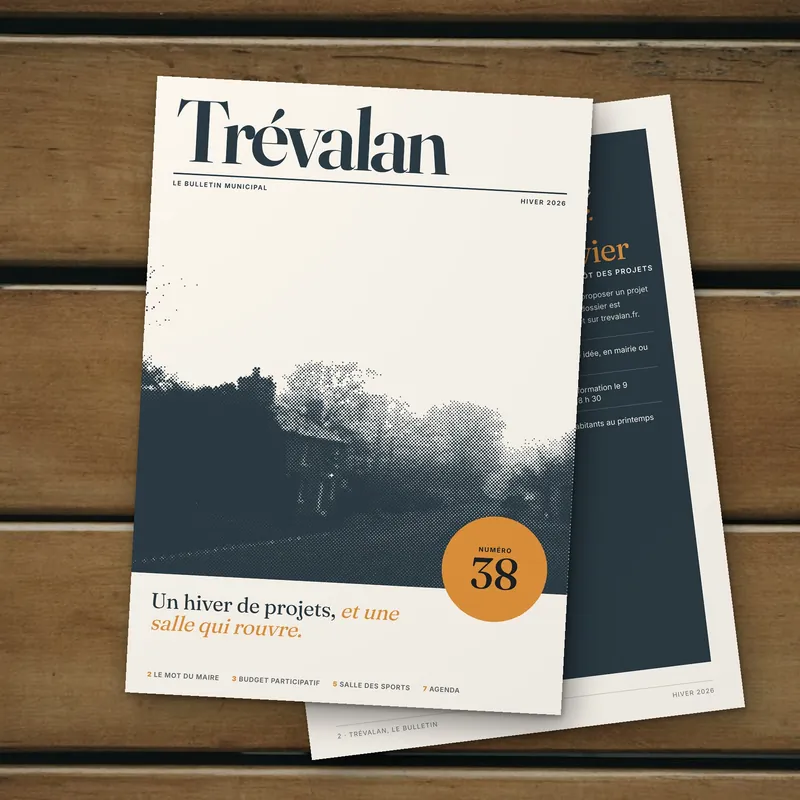 Trévalan
LE BULLETIN MUNICIPAL
HIVER 2026
NUMÉRO
38
Un hiver de projets, et une
salle qui rouvre.
2 LE MOT DU MAIRE 3 BUDGET PARTICIPATIF 5 SALLE DES SPORTS 7 AGENDA
DES PROJETS
proposer un projet
dossier est
sur trevalan.fr.
idée, en mairie ou
formation le 9
8 h 30
habitants au printemps
2 - TRÉVALAN, LE BULLETIN
HIVER 2026